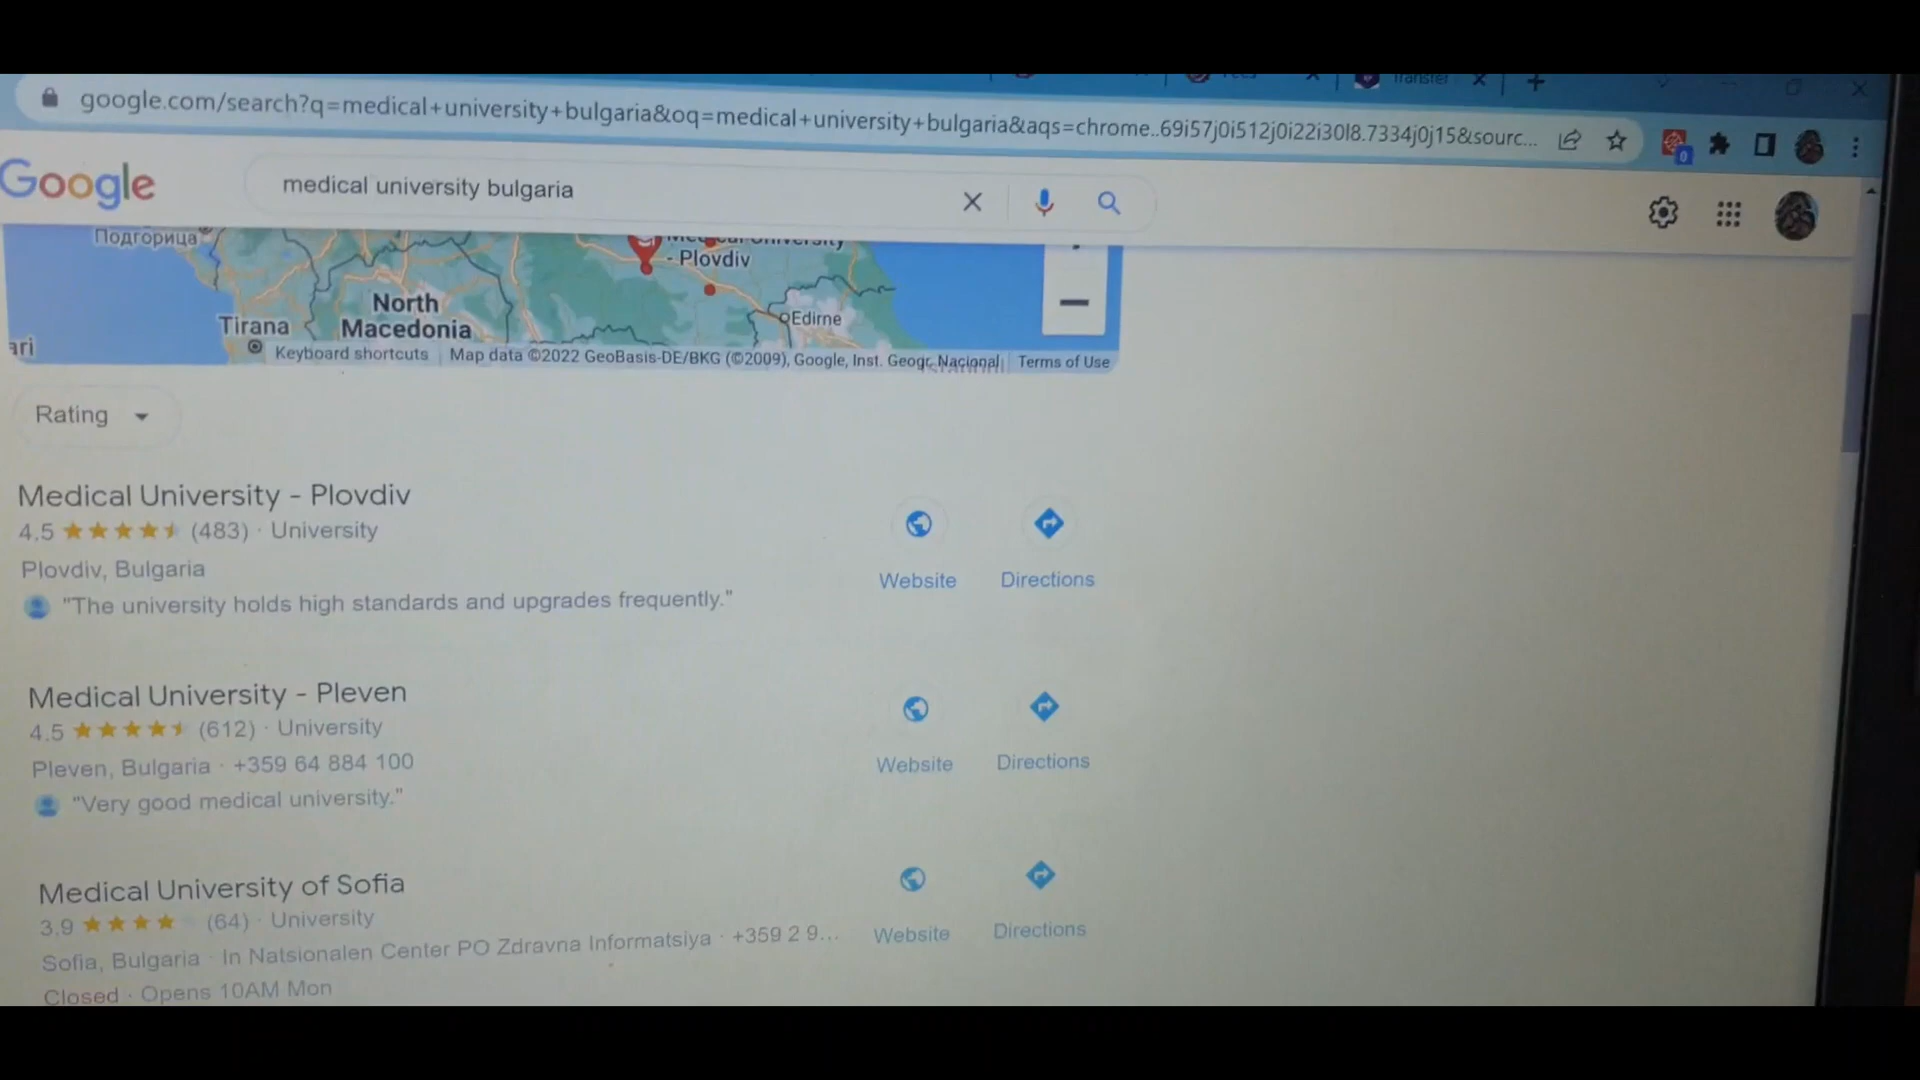 Transfer
google.com/search?q=medical+university+bulgaria&oq=medical+university+bulgaria&aqs=chrome..69i57j0i512j0i22i30l8.7334j0j15&sourc...
0
Google
medical university bulgaria
Подгорица
Medical University
- Plovdiv
North
Macedonia
Tirana
Edirne
ari
Keyboard shortcuts
Map data ©2022 GeoBasis-DE/BKG (©2009), Google, Inst. Geogr. Nacional
Terms of Use
Rating
Medical University - Plovdiv
4.5 (483) · University
Plovdiv, Bulgaria
"The university holds high standards and upgrades frequently."
Website
Directions
Medical University - Pleven
4.5 (612) · University
Pleven, Bulgaria · +359 64 884 100
"Very good medical university."
Website
Directions
Medical University of Sofia
3.9 (64) · University
Sofia, Bulgaria · In Natsionalen Center PO Zdravna Informatsiya · +359 2 9...
Closed · Opens 10AM Mon
Website
Directions